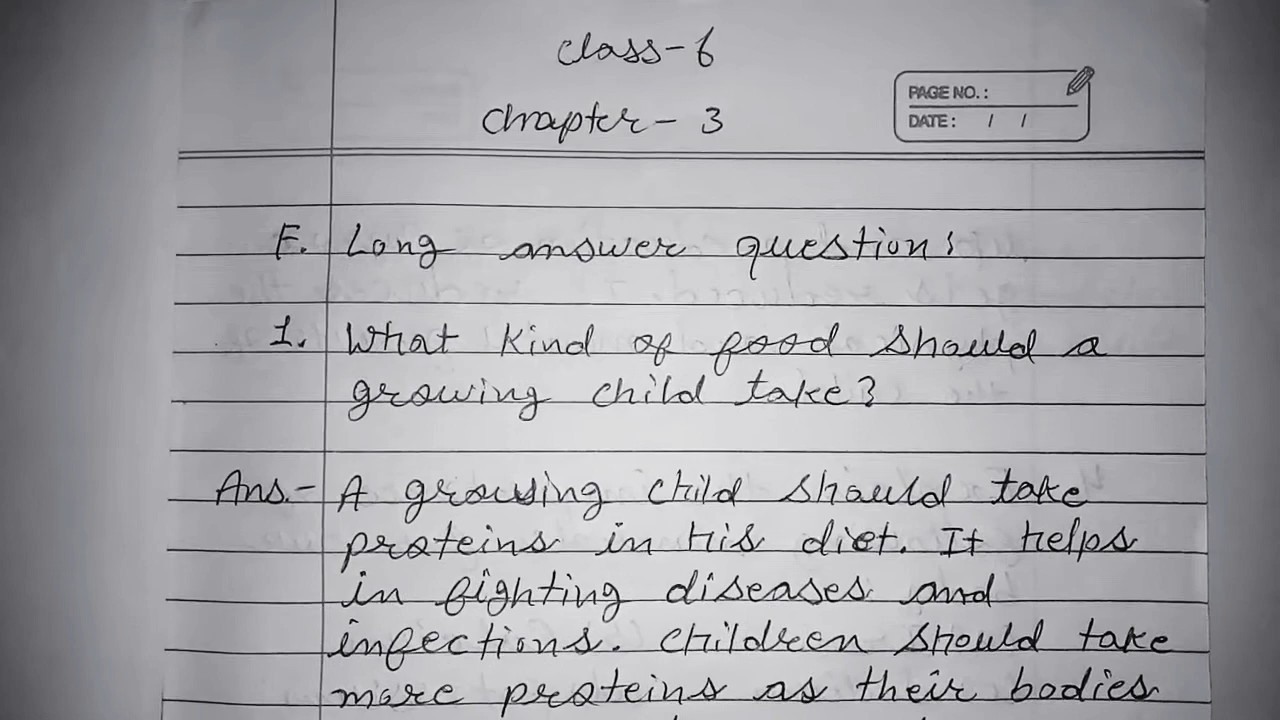 Class-6
Chapter-3
PAGE NO.:
DATE: / /
F. Long answer question:
1. What kind of food should a
growing child take?
Ans.- A growing child should take
proteins in his diet. It helps
in fighting diseases and
infections. Children should take
more proteins as their bodies